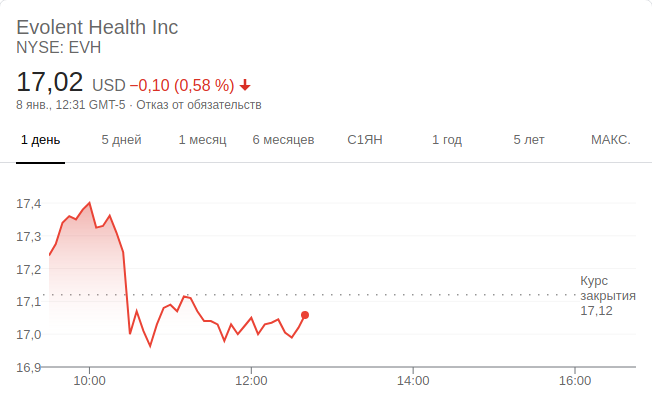 Evolent Health Inc
NYSE: EVH
17,02 USD −0,10 (0,58 %)
8 янв., 12:31 GMT-5 · Отказ от обязательств
1 день 5 дней 1 месяц 6 месяцев С1ЯН 1 год 5 лет МАКС.
17,4
17,3
17,2
Курс
закрытия
17,12
17,1
17,0
16,9
10:00 12:00 14:00 16:00